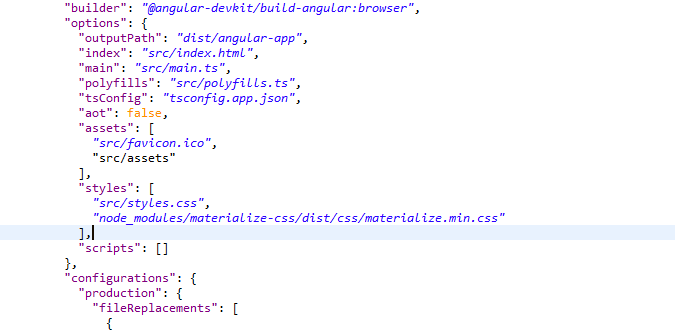 "builder": "@angular-devkit/build-angular:browser",
"options": {
"outputPath": "dist/angular-app",
"index": "src/index.html",
"main": "src/main.ts",
"polyfills": "src/polyfills.ts",
"tsConfig": "tsconfig.app.json",
"aot": false,
"assets": [
"src/favicon.ico",
"src/assets"
],
"styles": [
"src/styles.css",
"node_modules/materialize-css/dist/css/materialize.min.css"
],
"scripts": []
},
"configurations": {
"production": {
"fileReplacements": [
{